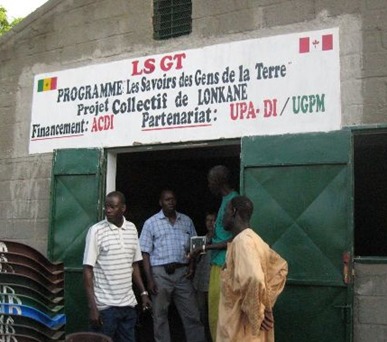 LSGT
PROGRAMME "Les Savoirs des Gens de la Terre"
Projet Collectif de LONKANE
Financement: ACDI Partenariat: UPA-DI/UGPM